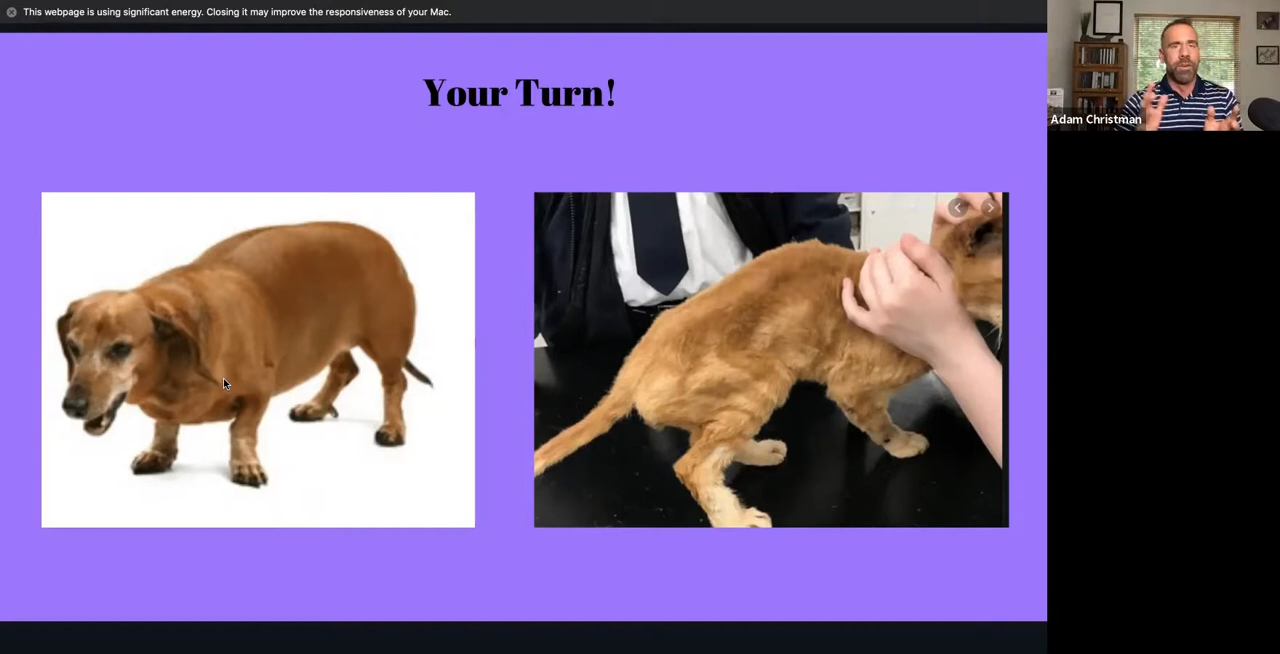 This webpage is using significant energy. Closing it may improve the responsiveness of your Mac.
Your Turn!
Adam Christman